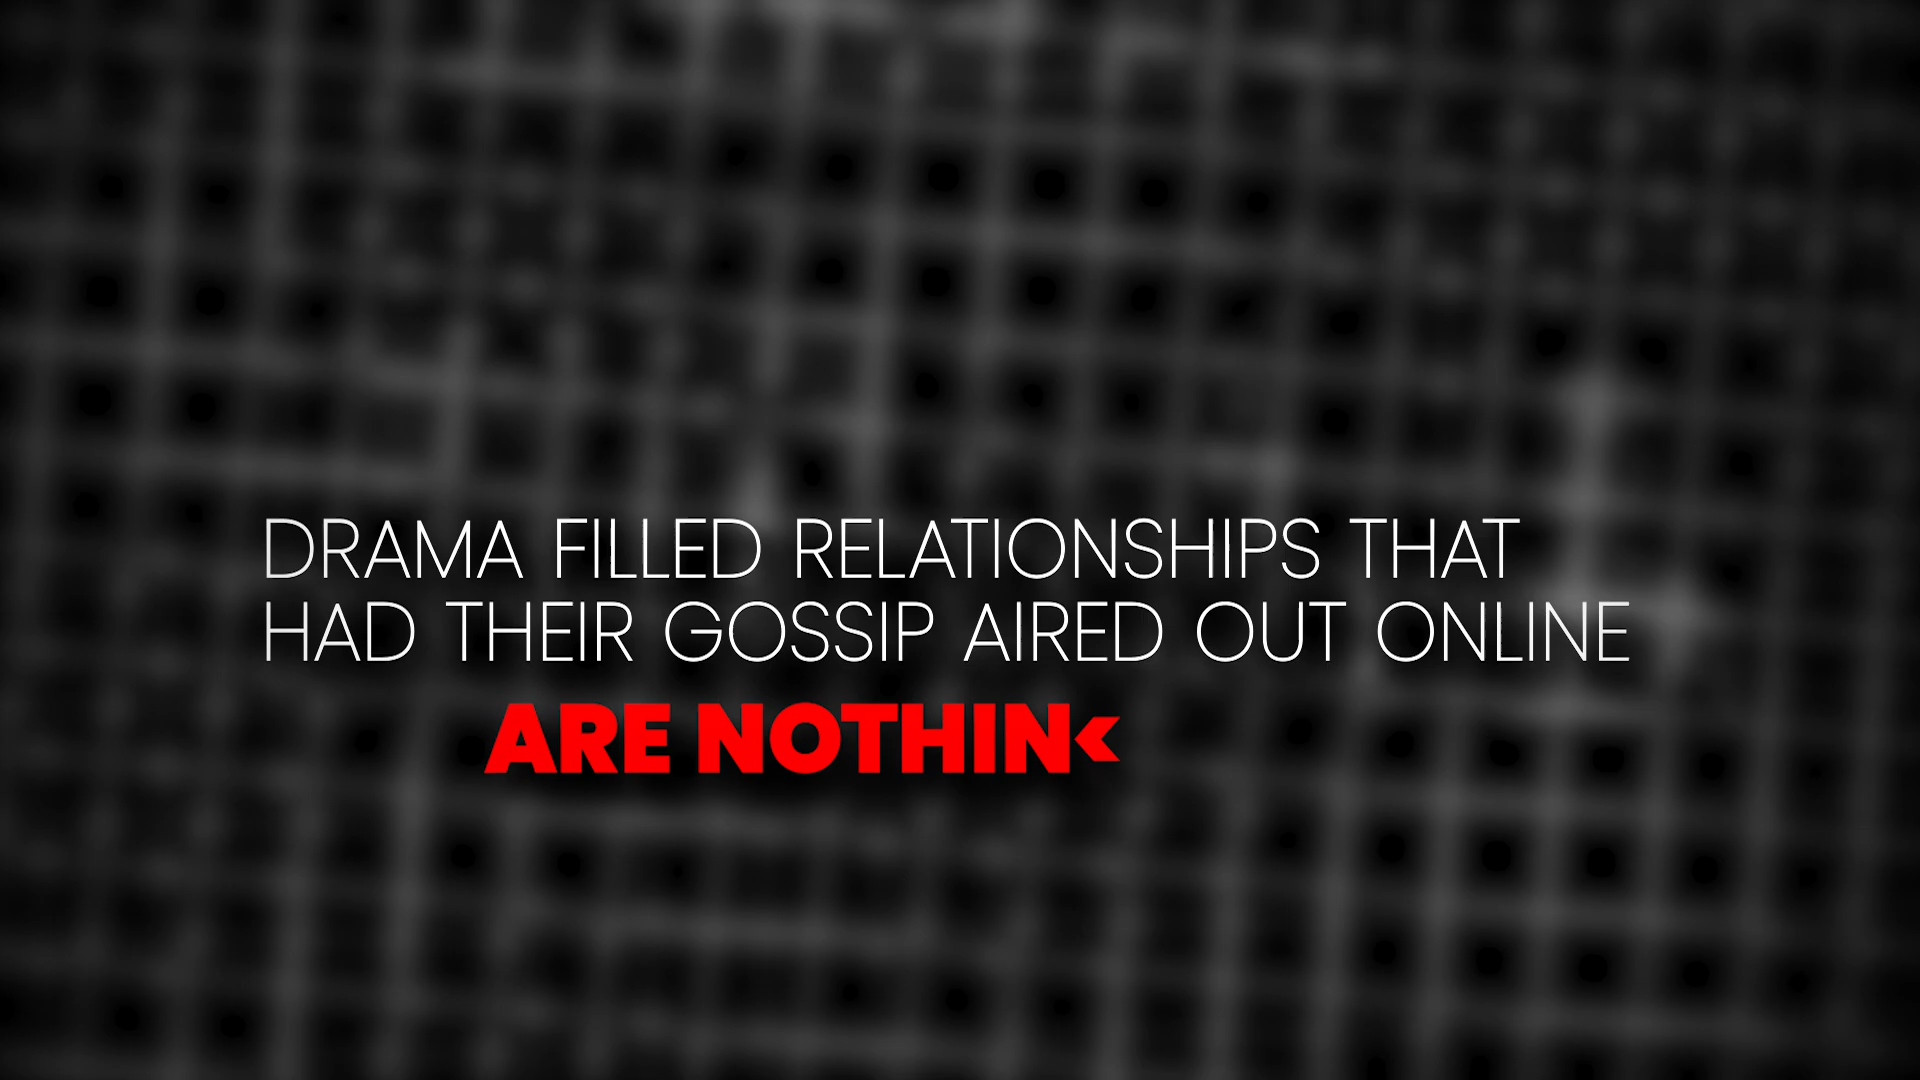 DRAMA FILLED RELATIONSHIPS THAT
HAD THEIR GOSSIP AIRED OUT ONLINE
ARE NOTHIN<